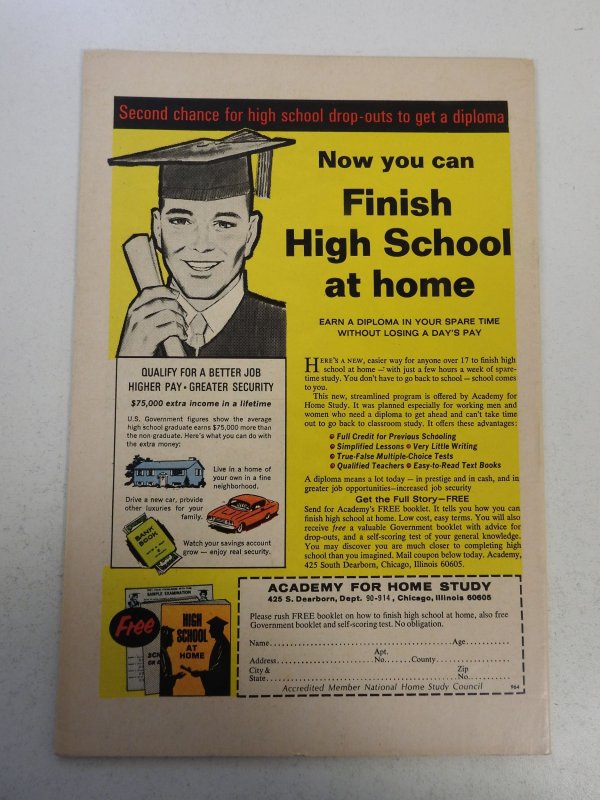 Second chance for high school drop-outs to get a diploma
Now you can
Finish
High School
at home
EARN A DIPLOMA IN YOUR SPARE TIME
WITHOUT LOSING A DAY'S PAY
QUALIFY FOR A BETTER JOB
HIGHER PAY • GREATER SECURITY
$75,000 extra income in a lifetime
U.S. Government figures show the average
high school graduate earns $75,000 more than
the non-graduate. Here's what you can do with
the extra money:
Live in a home of
your own in a fine
neighborhood.
Drive a new car, provide
other luxuries for your
family.
BANK
BOOK
Watch your savings account
grow — enjoy real security.
HERE'S A NEW, easier way for anyone over 17 to finish high
school at home — with just a few hours a week of spare-
time study. You don't have to go back to school — school comes
to you.
This new, streamlined program is offered by Academy for
Home Study. It was planned especially for working men and
women who need a diploma to get ahead and can't take time
out to go back to classroom study. It offers these advantages:
• Full Credit for Previous Schooling
• Simplified Lessons • Very Little Writing
• True-False Multiple-Choice Tests
• Qualified Teachers • Easy-to-Read Text Books
A diploma means a lot today — in prestige and in cash, and in
greater job opportunities—increased job security
Get the Full Story—FREE
Send for Academy's FREE booklet. It tells you how you can
finish high school at home. Low cost, easy terms. You will also
receive free a valuable Government booklet with advice for
drop-outs, and a self-scoring test of your general knowledge.
You may discover you are much closer to completing high
school than you imagined. Mail coupon below today. Academy,
425 South Dearborn, Chicago, Illinois 60605.
SAMPLE EXAMINATION
Free
HIGH
SCHOOL
AT HOME
ACADEMY FOR HOME STUDY
425 S. Dearborn, Dept. 90-914, Chicago, Illinois 60605
Please rush FREE booklet on how to finish high school at home, also free
Government booklet and self-scoring test. No obligation.
Name Age
Apt.
Address No. County
City & Zip
State No.
Accredited Member National Home Study Council 964